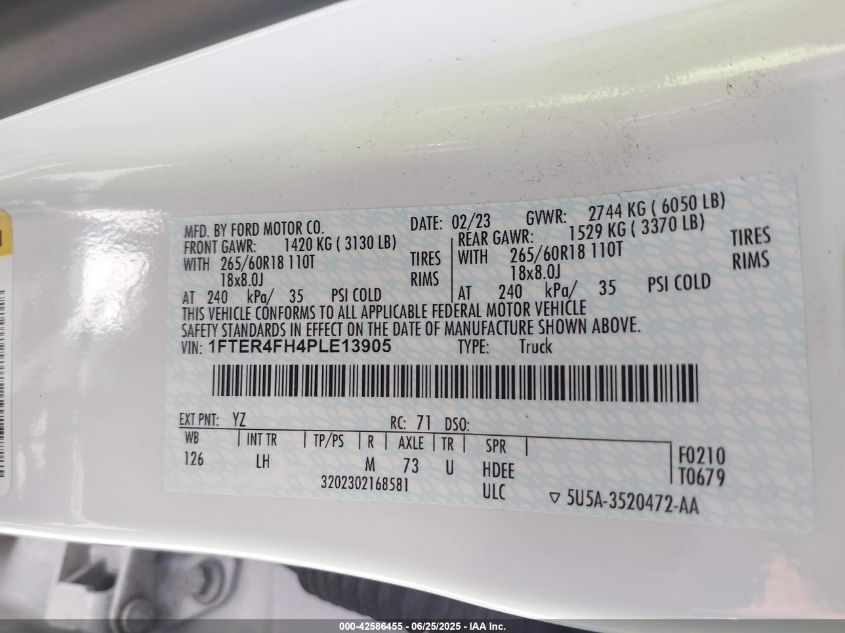 MFD. BY FORD MOTOR CO. DATE: 02/23 GVWR: 2744 KG ( 6050 LB)
FRONT GAWR: 1420 KG ( 3130 LB) REAR GAWR: 1529 KG ( 3370 LB)
WITH 265/60R18 110T TIRES WITH 265/60R18 110T TIRES
18x8.0J RIMS 18x8.0J RIMS
AT 240 kPa/ 35 PSI COLD AT 240 kPa/ 35 PSI COLD
THIS VEHICLE CONFORMS TO ALL APPLICABLE FEDERAL MOTOR VEHICLE
SAFETY STANDARDS IN EFFECT ON THE DATE OF MANUFACTURE SHOWN ABOVE.
VIN: 1FTER4FH4PLE13905 TYPE: Truck
EXT PNT: YZ RC: 71 DSO:
WB INT TR TP/PS R AXLE TR SPR F0210
126 LH M 73 U HDEE T0679
3202302168581 ULC ▽ 5U5A-3520472-AA
000-42586455 - 06/25/2025 - IAA Inc.